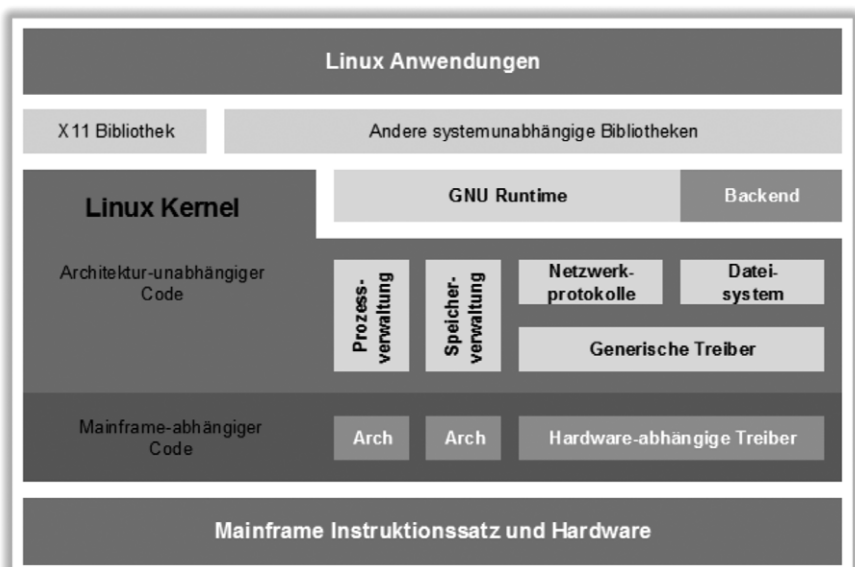 Linux Anwendungen
X11 Bibliothek
Andere systemunabhängige Bibliotheken
Linux Kernel
GNU Runtime
Backend
Architektur-unabhängiger
Code
Prozess-
verwaltung
Speicher-
verwaltung
Netzwerk-
protokolle
Datei-
system
Generische Treiber
Mainframe-abhängiger
Code
Arch
Arch
Hardware-abhängige Treiber
Mainframe Instruktionssatz und Hardware